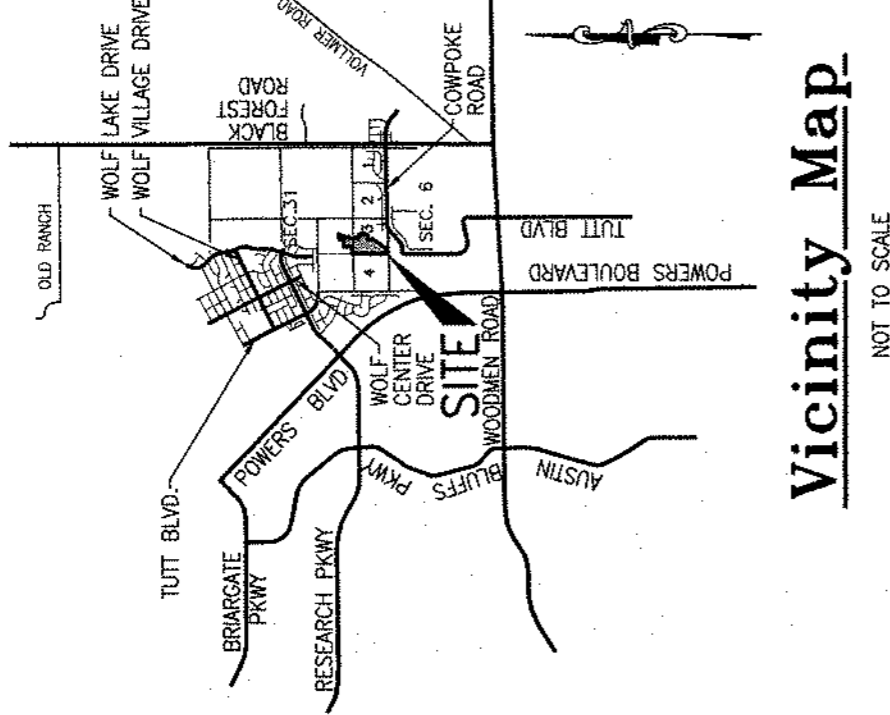 WOLF LAKE DRIVE
WOLF VILLAGE DRIVE
VOLLMER ROAD
OLD RANCH
BLACK
FOREST
ROAD
COWPOKE
ROAD
SEC.31
1
2
3
4
SEC. 6
TUTT BLVD
POWERS BOULEVARD
TUTT BLVD.
POWERS BLVD.
WOLF
CENTER
DRIVE
SITE
WOODMEN ROAD
BRIARGATE
PKWY
RESEARCH PKWY
AUSTIN
BLUFFS
PKWY
Vicinity Map
NOT TO SCALE